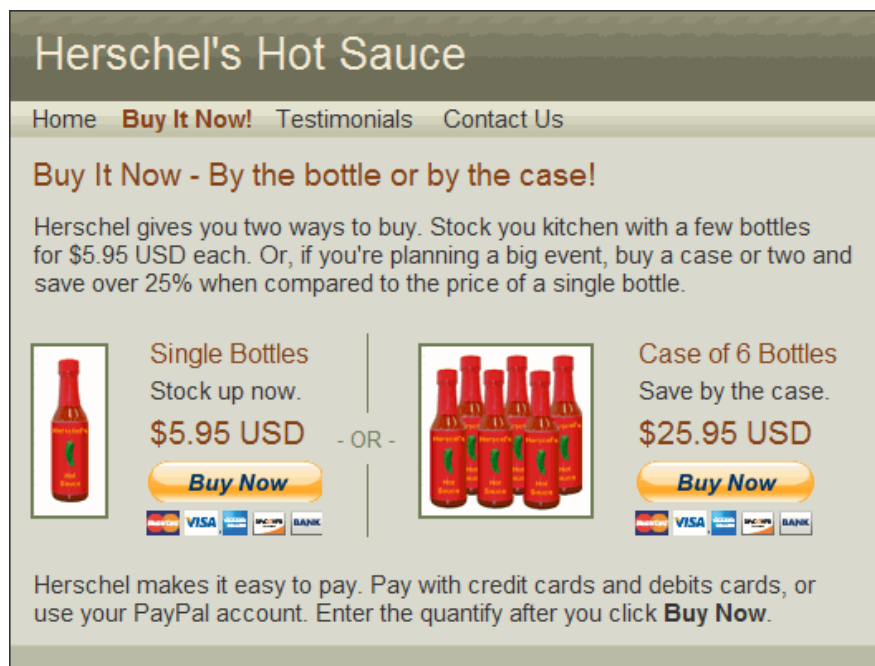 Herschel's Hot Sauce
Home Buy It Now! Testimonials Contact Us
Buy It Now - By the bottle or by the case!
Herschel gives you two ways to buy. Stock you kitchen with a few bottles
for $5.95 USD each. Or, if you're planning a big event, buy a case or two and
save over 25% when compared to the price of a single bottle.
Single Bottles
Stock up now.
$5.95 USD
Buy Now
VISA
BANK
- OR -
Herschel's
Hot
Sauce
Case of 6 Bottles
Save by the case.
$25.95 USD
Buy Now
VISA
BANK
Herschel makes it easy to pay. Pay with credit cards and debits cards, or
use your PayPal account. Enter the quantify after you click Buy Now.